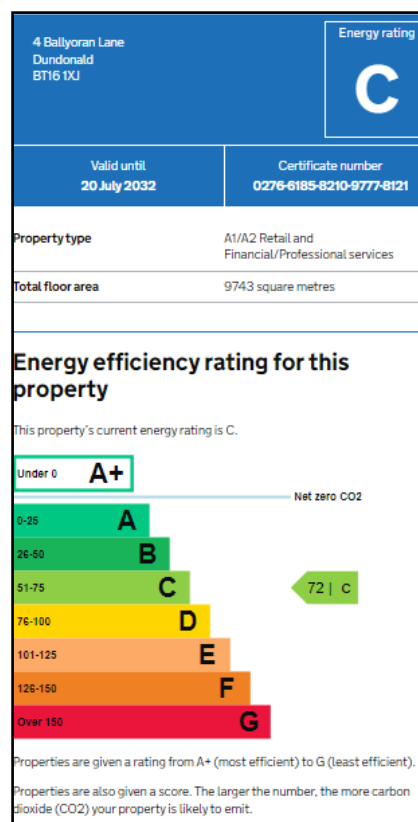 4 Ballyoran Lane
Dundonald
BT16 1XJ
Energy rating
C
Valid until
20 July 2032
Certificate number
0276-6185-8210-9777-8121
Property type
A1/A2 Retail and
Financial/Professional services
Total floor area
9743 square metres
Energy efficiency rating for this
property
This property's current energy rating is C.
Under 0 A+
Net zero CO2
0-25 A
26-50 B
51-75 C
72 | C
76-100 D
101-125 E
126-150 F
Over 150 G
Properties are given a rating from A+ (most efficient) to G (least efficient).
Properties are also given a score. The larger the number, the more carbon
dioxide (CO2) your property is likely to emit.